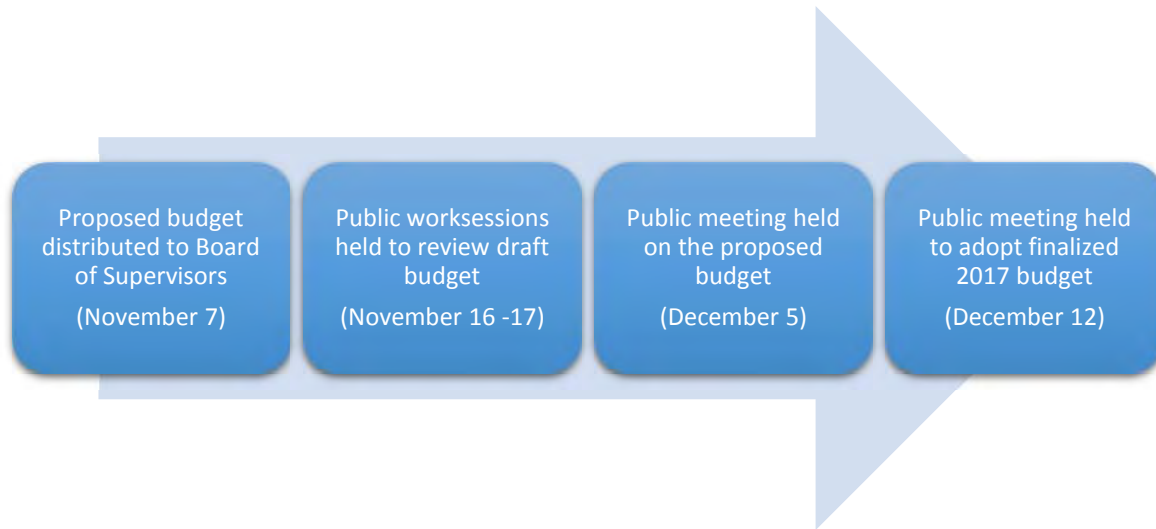 Proposed budget
distributed to Board
of Supervisors
(November 7)
Public worksessions
held to review draft
budget
(November 16 -17)
Public meeting held
on the proposed
budget
(December 5)
Public meeting held
to adopt finalized
2017 budget
(December 12)